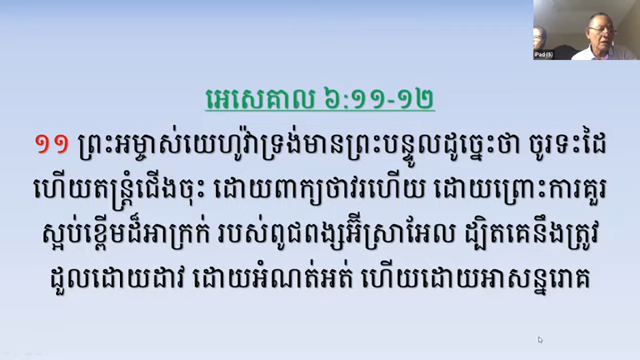 iPad (5)
អេសេគាល ៦:១១-១២
១១ ព្រះអម្ចាស់យេហូវ៉ាទ្រង់មានព្រះបន្ទូលដូច្នេះថា ចូរទះដៃ
ហើយតន្ត្រំជើងចុះ ដោយពាក្យថាវរហើយ ដោយព្រោះការគួរ
ស្អប់ខ្ពើមដ៏អាក្រក់ របស់ពូជពង្សអ៊ីស្រាអែល ដ្បិតគេនឹងត្រូវ
ដួលដោយដាវ ដោយអំណត់អត់ ហើយដោយអាសន្នរោគ